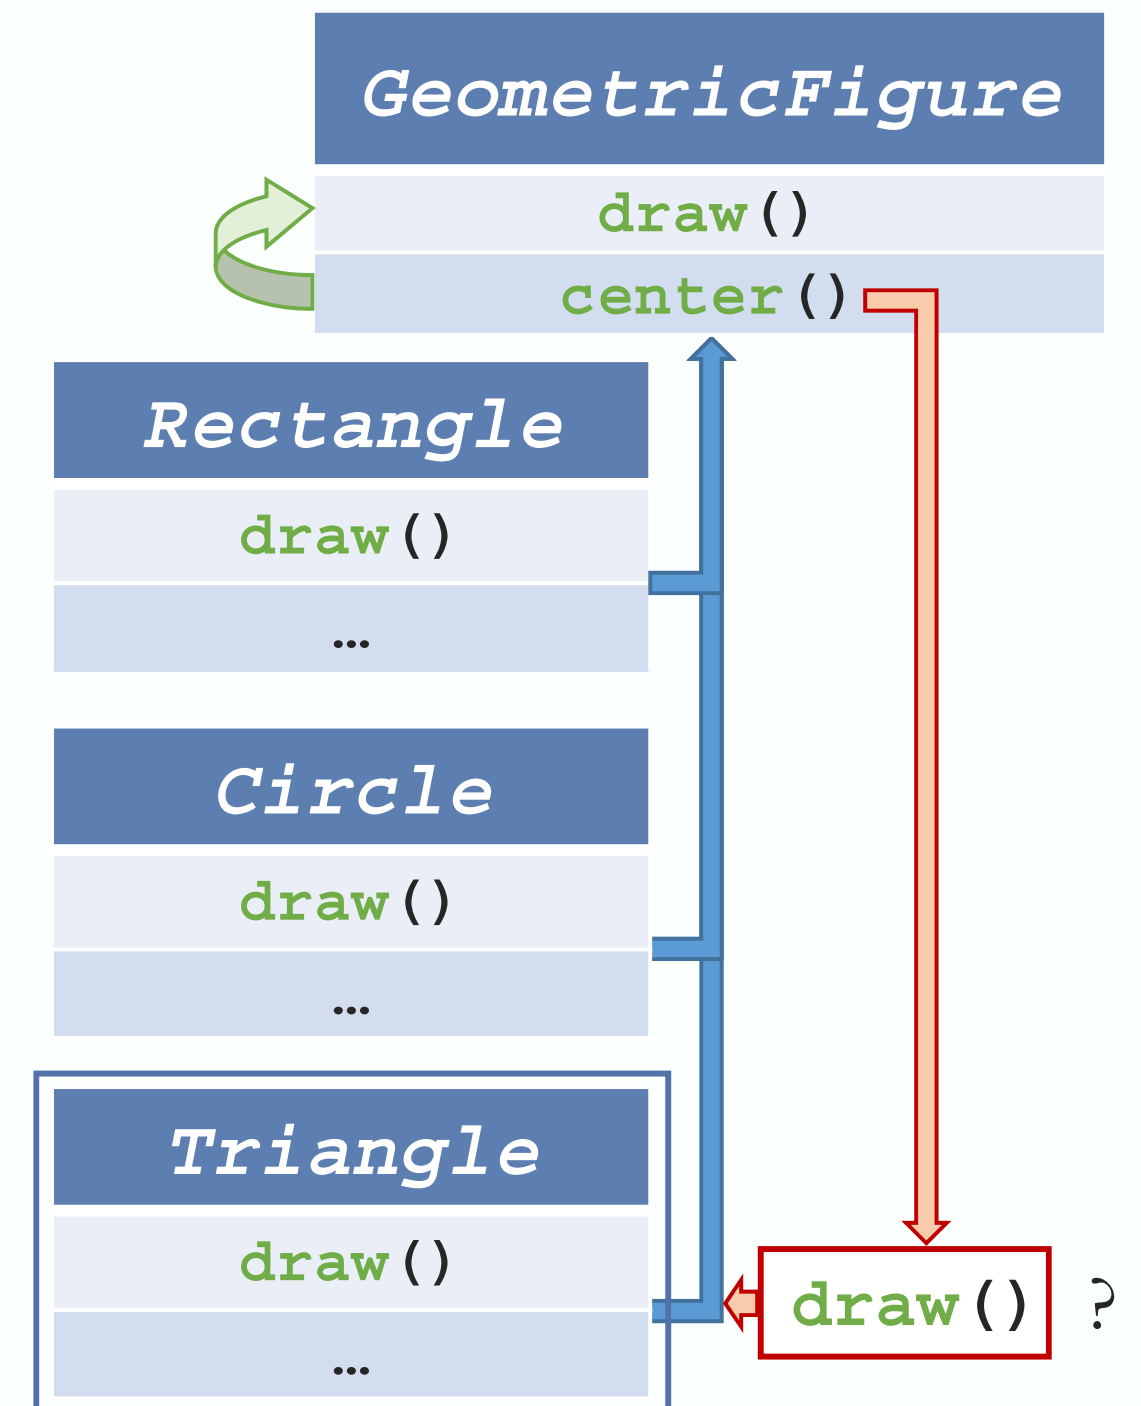 GeometricFigure
draw()
center()
Rectangle
draw()
…
Circle
draw()
…
Triangle
draw()
…
draw() ?